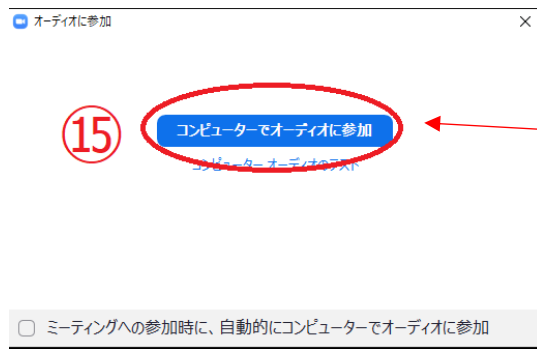 オーディオに参加
⑮
コンピューターでオーディオに参加
コンピューター オーディオのテスト
ミーティングへの参加時に、自動的にコンピューターでオーディオに参加